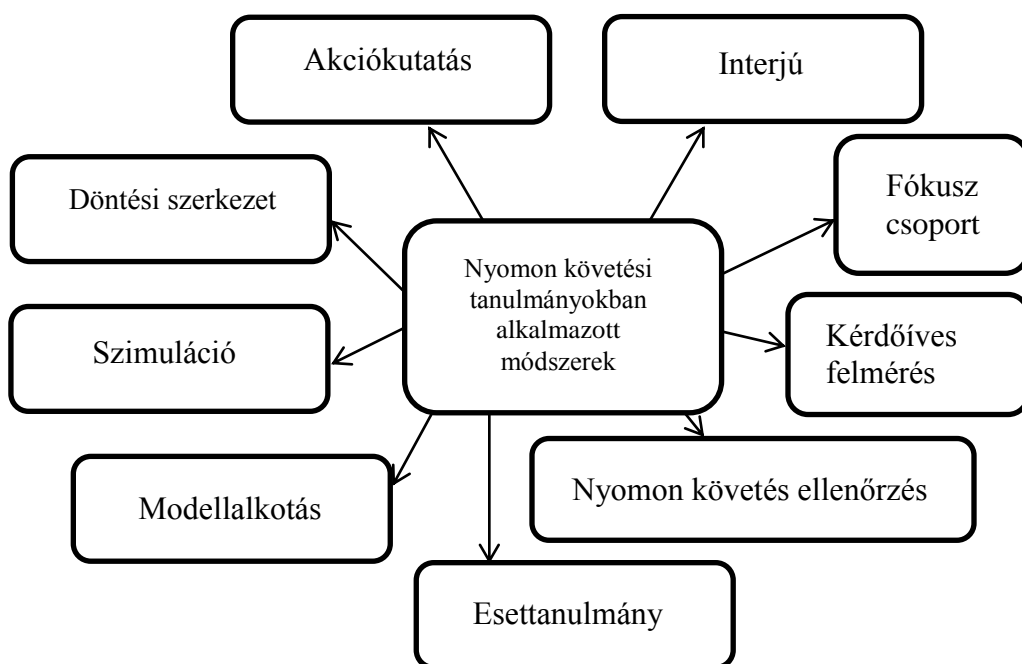 Akciókutatás
Interjú
Döntési szerkezet
Fókusz
csoport
Nyomon követési
tanulmányokban
alkalmazott
módszerek
Szimuláció
Kérdőíves
felmérés
Modellalkotás
Nyomon követés ellenőrzés
Esettanulmány